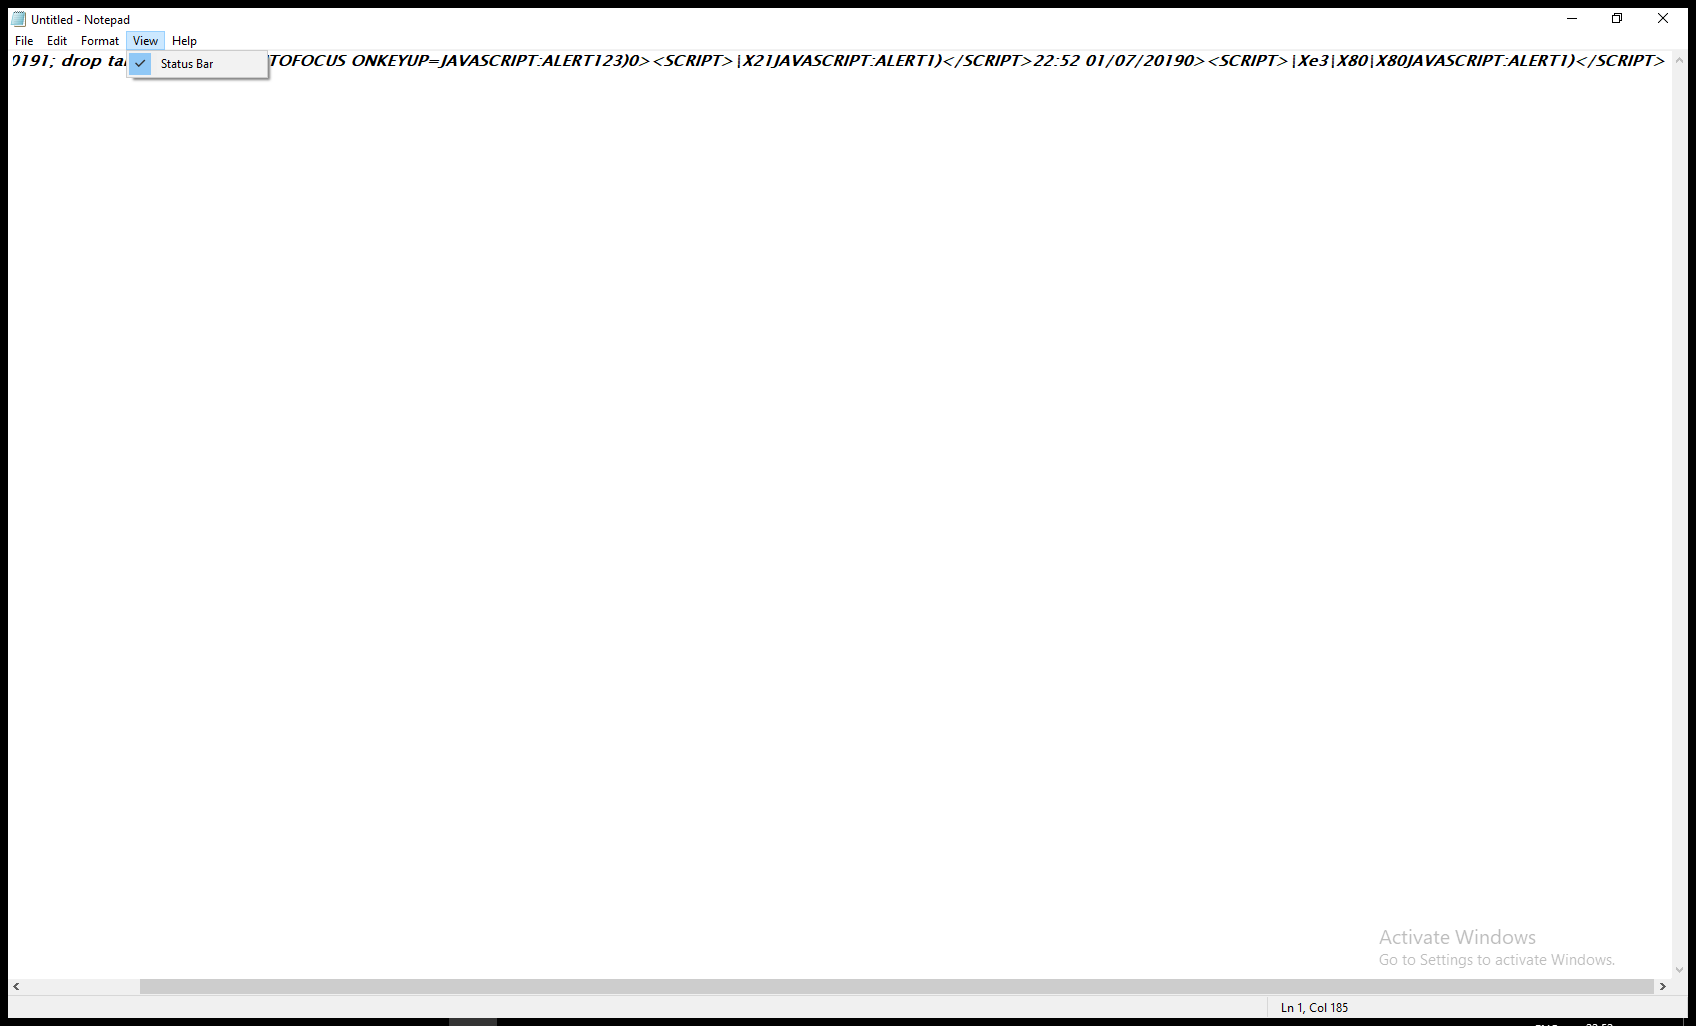 Untitled - Notepad
File Edit Format View Help
0191; drop ta
Status Bar
TOFOCUS ONKEYUP=JAVASCRIPT:ALERT123)0><SCRIPT>|X21JAVASCRIPT:ALERT1)</SCRIPT>22:52 01/07/20190><SCRIPT>|Xe3|X80|X80JAVASCRIPT:ALERT1)</SCRIPT>
Activate Windows
Go to Settings to activate Windows.
Ln 1, Col 185